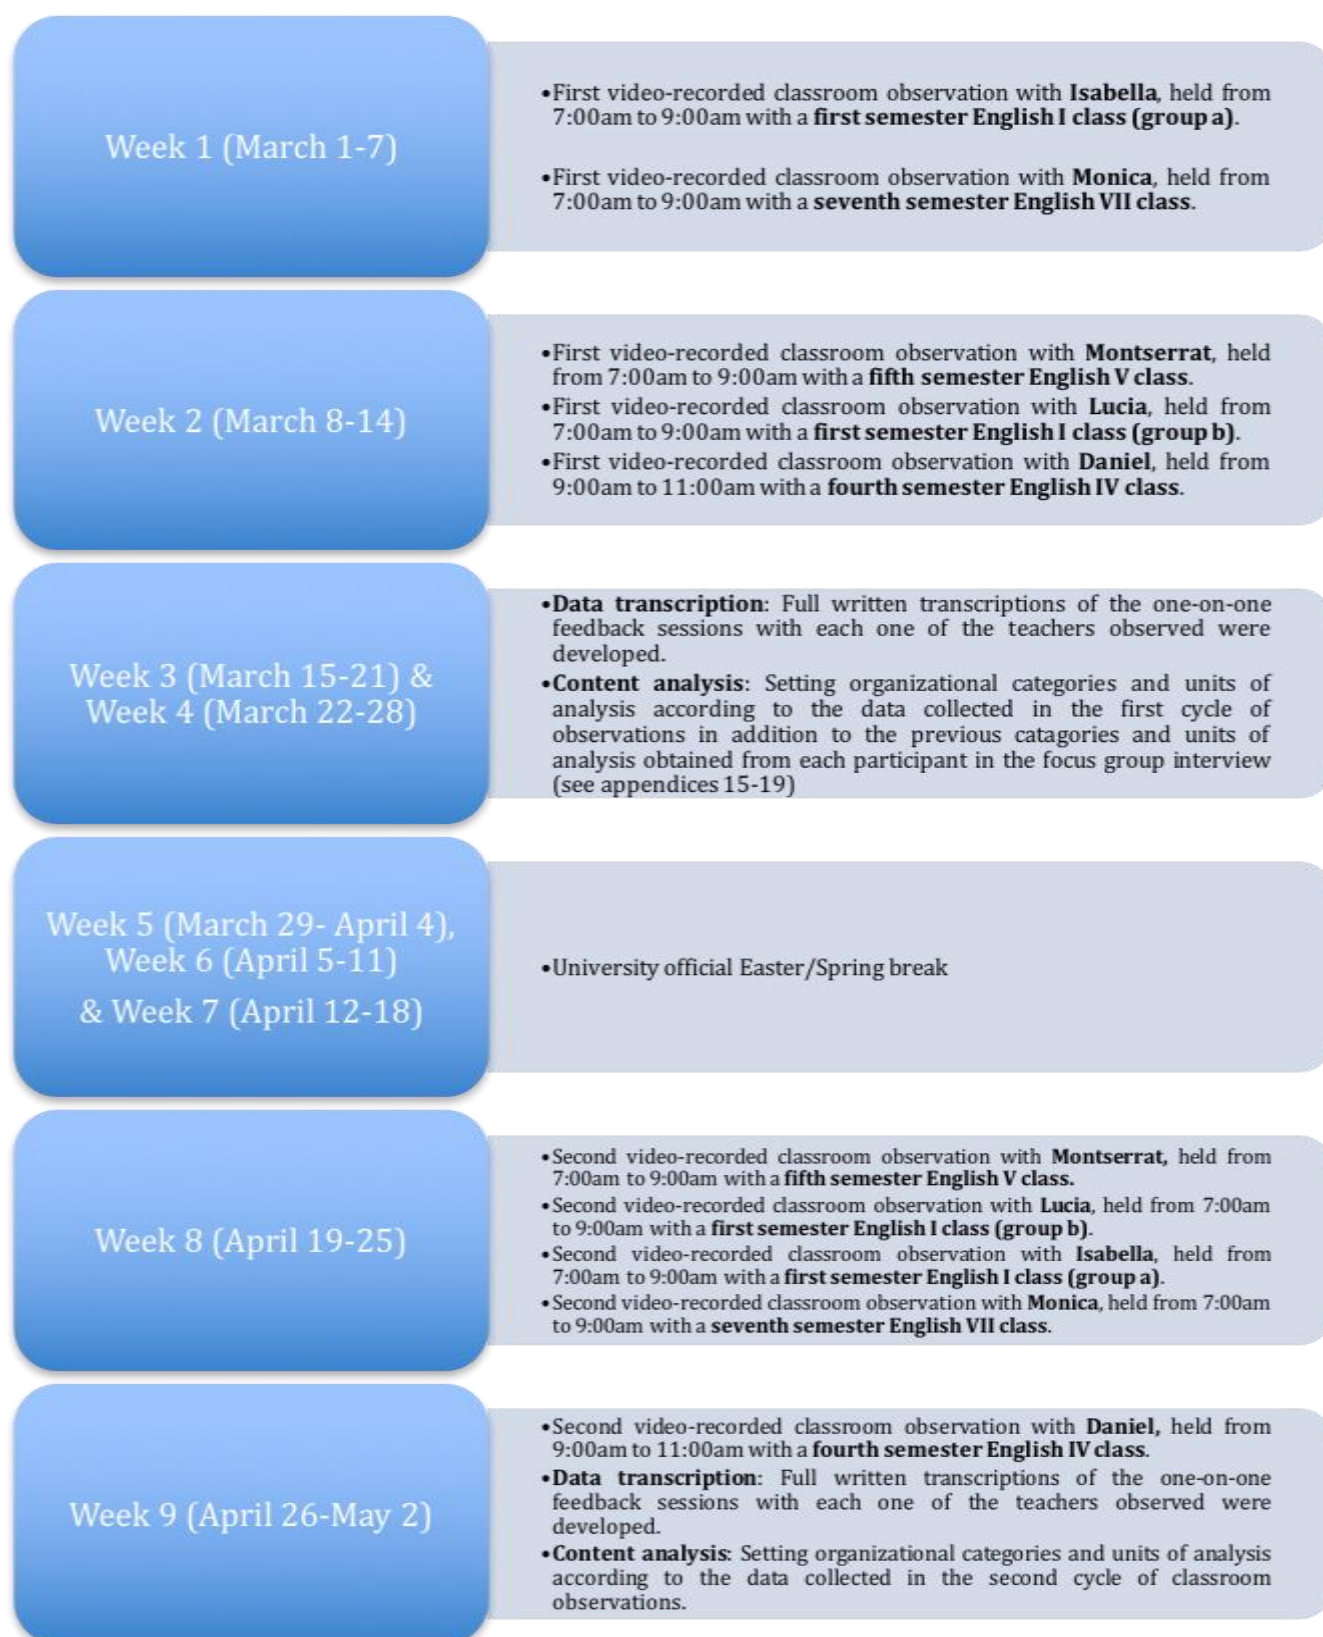 Week 1 (March 1-7)
•First video-recorded classroom observation with Isabella, held from
7:00am to 9:00am with a first semester English I class (group a).
•First video-recorded classroom observation with Monica, held from
7:00am to 9:00am with a seventh semester English VII class.
Week 2 (March 8-14)
•First video-recorded classroom observation with Montserrat, held
from 7:00am to 9:00am with a fifth semester English V class.
•First video-recorded classroom observation with Lucia, held from
7:00am to 9:00am with a first semester English I class (group b).
•First video-recorded classroom observation with Daniel, held from
9:00am to 11:00am with a fourth semester English IV class.
Week 3 (March 15-21) &
Week 4 (March 22-28)
•Data transcription: Full written transcriptions of the one-on-one
feedback sessions with each one of the teachers observed were
developed.
•Content analysis: Setting organizational categories and units of
analysis according to the data collected in the first cycle of
observations in addition to the previous catagories and units of
analysis obtained from each participant in the focus group interview
(see appendices 15-19)
Week 5 (March 29- April 4),
Week 6 (April 5-11)
& Week 7 (April 12-18)
•University official Easter/Spring break
Week 8 (April 19-25)
•Second video-recorded classroom observation with Montserrat, held from
7:00am to 9:00am with a fifth semester English V class.
•Second video-recorded classroom observation with Lucia, held from 7:00am
to 9:00am with a first semester English I class (group b).
•Second video-recorded classroom observation with Isabella, held from
7:00am to 9:00am with a first semester English I class (group a).
•Second video-recorded classroom observation with Monica, held from 7:00am
to 9:00am with a seventh semester English VII class.
Week 9 (April 26-May 2)
•Second video-recorded classroom observation with Daniel, held from
9:00am to 11:00am with a fourth semester English IV class.
•Data transcription: Full written transcriptions of the one-on-one
feedback sessions with each one of the teachers observed were
developed.
•Content analysis: Setting organizational categories and units of analysis
according to the data collected in the second cycle of classroom
observations.